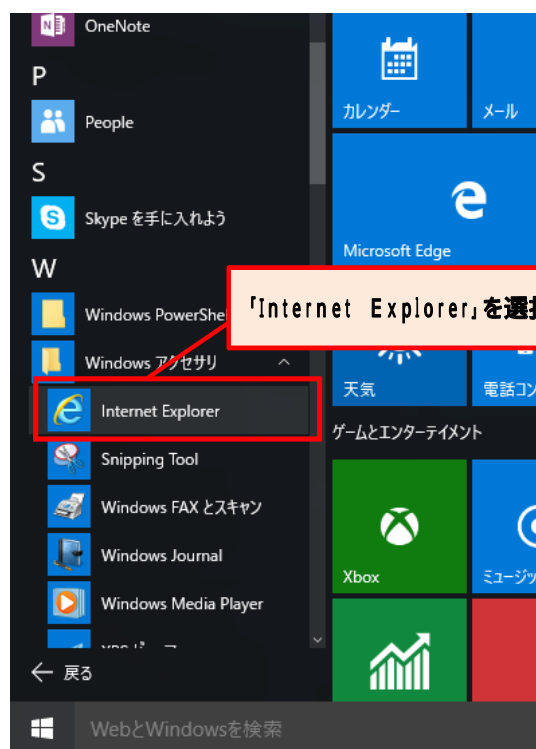 OneNote
P
People
S
Skype を手に入れよう
W
Windows PowerShe
Windows アクセサリ
Internet Explorer
Snipping Tool
Windows FAX とスキャン
Windows Journal
Windows Media Player
戻る
WebとWindowsを検索
カレンダー
メール
Microsoft Edge
「Internet Explorer」を選択
天気
電話コン
ゲームとエンターテイメント
Xbox
ミュージッ